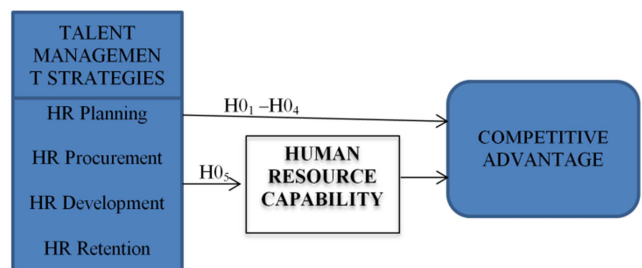 TALENT
MANAGEMEN
T STRATEGIES
HR Planning
HR Procurement
HR Development
HR Retention
H0₁ –H0₄
H0₅
HUMAN
RESOURCE
CAPABILITY
COMPETITIVE
ADVANTAGE